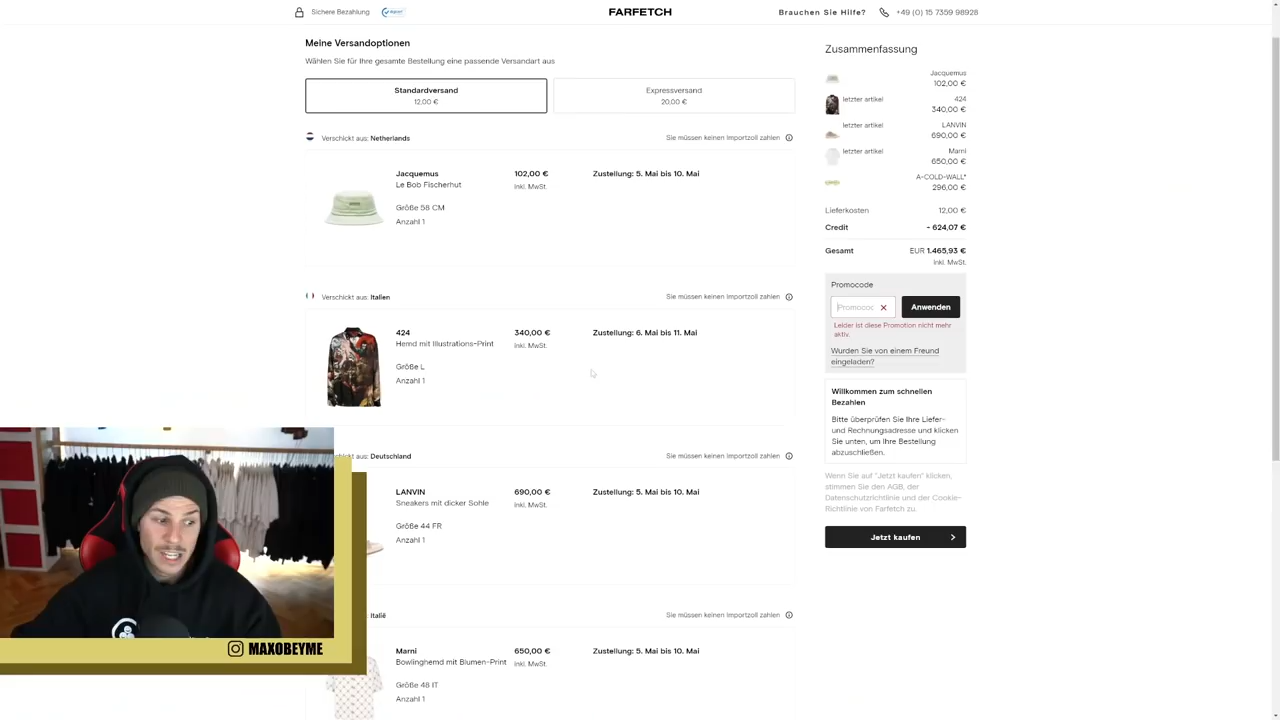 Sichere Bezahlung
FARFETCH
Brauchen Sie Hilfe? +49 (0) 15 7359 98928
Meine Versandoptionen
Wählen Sie für Ihre gesamte Bestellung eine passende Versandart aus
Standardversand
12,00 €
Expressversand
20,00 €
Verschickt aus: Netherlands
Sie müssen keinen Importzoll zahlen
Jacquemus
Le Bob Fischerhut
Größe 58 CM
Anzahl 1
102,00 €
inkl. MwSt.
Zustellung: 5. Mai bis 10. Mai
Verschickt aus: Italien
Sie müssen keinen Importzoll zahlen
424
Hemd mit Illustrations-Print
Größe L
Anzahl 1
340,00 €
inkl. MwSt.
Zustellung: 6. Mai bis 11. Mai
aus: Deutschland
Sie müssen keinen Importzoll zahlen
LANVIN
Sneakers mit dicker Sohle
Größe 44 FR
Anzahl 1
690,00 €
inkl. MwSt.
Zustellung: 5. Mai bis 10. Mai
Italië
Sie müssen keinen Importzoll zahlen
Marni
Bowlinghemd mit Blumen-Print
Größe 48 IT
Anzahl 1
650,00 €
inkl. MwSt.
Zustellung: 5. Mai bis 10. Mai
Zusammenfassung
Jacquemus
102,00 €
letzter artikel 424
340,00 €
letzter artikel LANVIN
690,00 €
letzter artikel Marni
650,00 €
A-COLD-WALL*
296,00 €
Lieferkosten 12,00 €
Credit - 624,07 €
Gesamt EUR 1.465,93 €
inkl. MwSt.
Promocode
Promococ
Anwenden
Leider ist diese Promotion nicht mehr
aktiv.
Wurden Sie von einem Freund
eingeladen?
Willkommen zum schnellen
Bezahlen
Bitte überprüfen Sie Ihre Liefer-
und Rechnungsadresse und klicken
Sie unten, um Ihre Bestellung
abzuschließen.
Wenn Sie auf "Jetzt kaufen" klicken,
stimmen Sie den AGB, der
Datenschutzrichtlinie und der Cookie-
Richtlinie von Farfetch zu.
Jetzt kaufen
MAXOBEYME